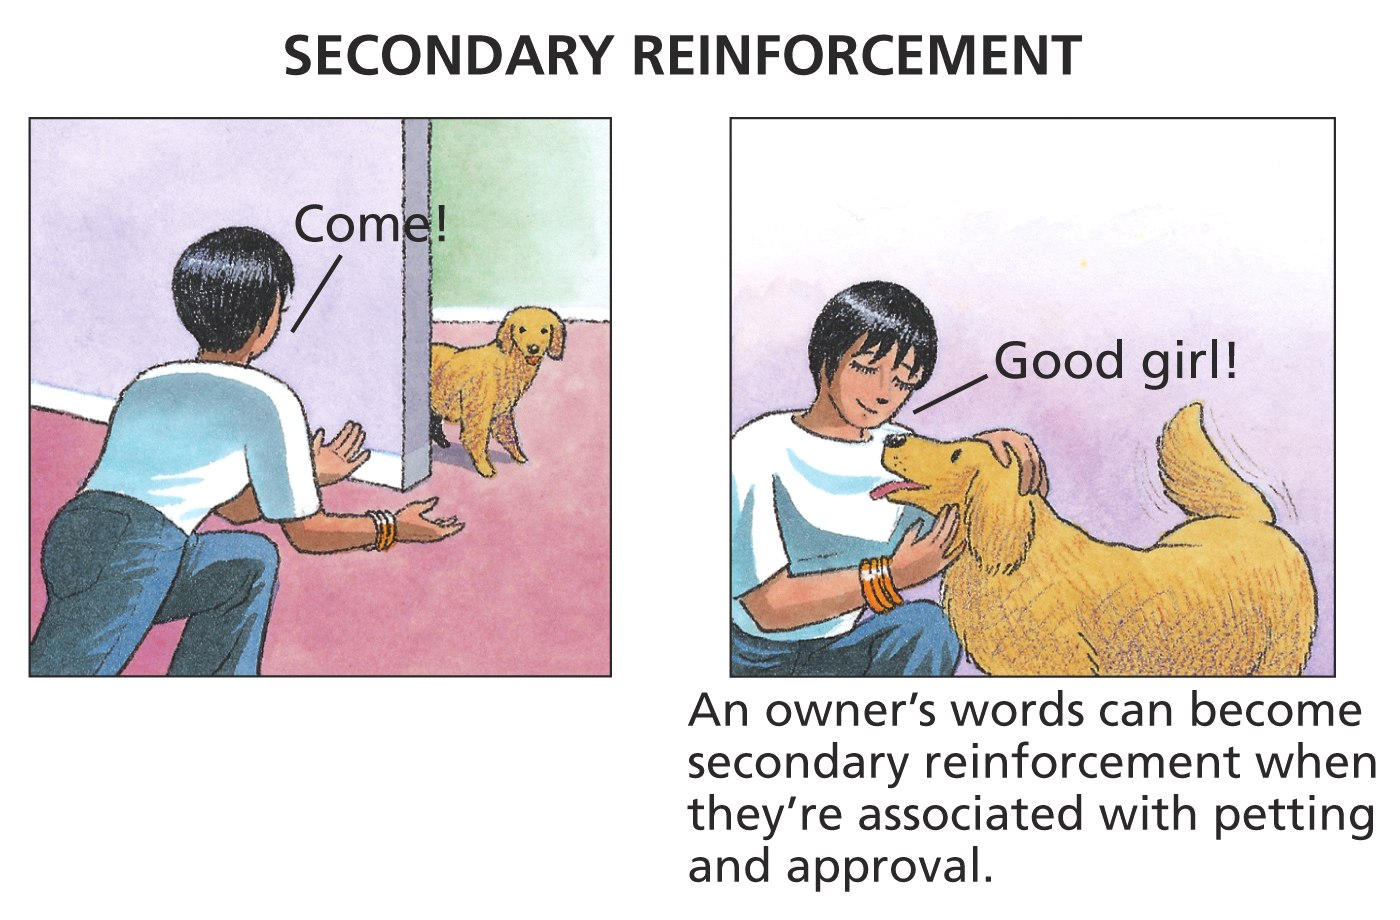 SECONDARY REINFORCEMENT
Come!
Good girl!
An owner’s words can become
secondary reinforcement when
they’re associated with petting
and approval.